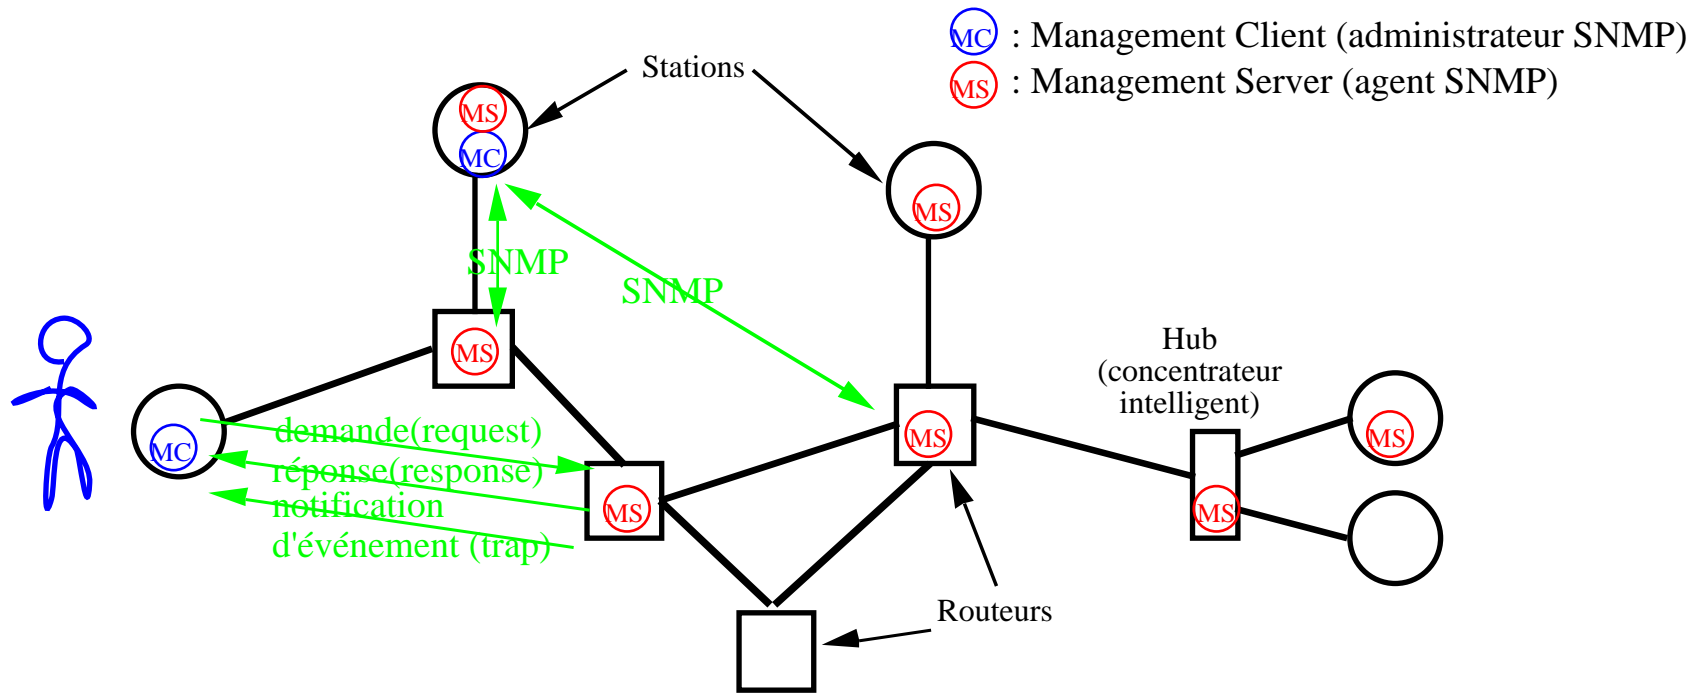 MC : Management Client (administrateur SNMP)
MS : Management Server (agent SNMP)
Stations
MS
MC
MS
SNMP
SNMP
MS
Hub
(concentrateur
intelligent)
MC
demande(request)
réponse(response)
notification
d'événement (trap)
MS
MS
MS
MS
Routeurs